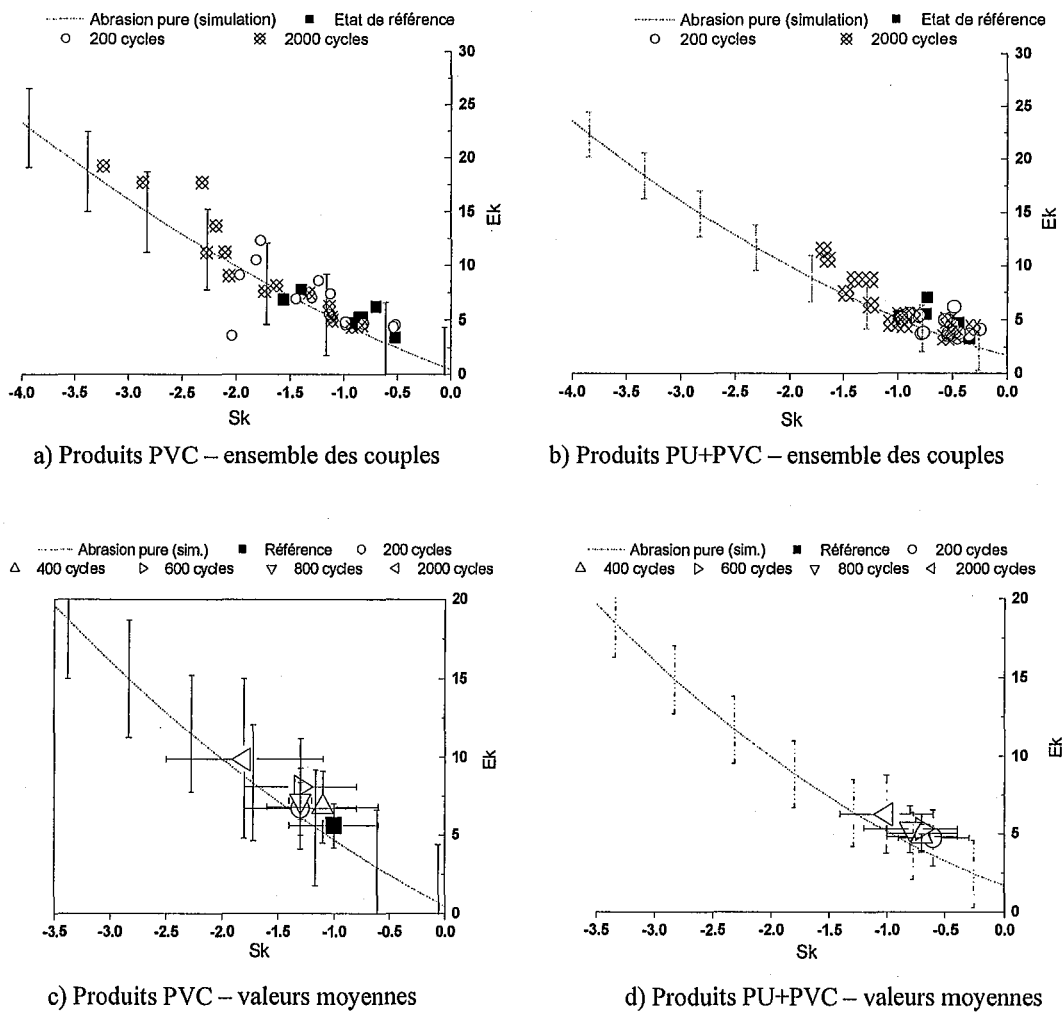 Abrasion pure (simulation) Etat de référence
200 cycles 2000 cycles
30
25
20
15
10
5
0
Ek
-4.0 -3.5 -3.0 -2.5 -2.0 -1.5 -1.0 -0.5 0.0
Sk
a) Produits PVC – ensemble des couples
Abrasion pure (simulation) Etat de référence
200 cycles 2000 cycles
30
25
20
15
10
5
0
Ek
-4.0 -3.5 -3.0 -2.5 -2.0 -1.5 -1.0 -0.5 0.0
Sk
b) Produits PU+PVC – ensemble des couples
Abrasion pure (sim.) Référence 200 cycles
400 cycles 600 cycles 800 cycles 2000 cycles
20
15
10
5
0
Ek
-3.5 -3.0 -2.5 -2.0 -1.5 -1.0 -0.5 0.0
Sk
c) Produits PVC – valeurs moyennes
Abrasion pure (sim.) Référence 200 cycles
400 cycles 600 cycles 800 cycles 2000 cycles
20
15
10
5
0
Ek
-3.5 -3.0 -2.5 -2.0 -1.5 -1.0 -0.5 0.0
Sk
d) Produits PU+PVC – valeurs moyennes